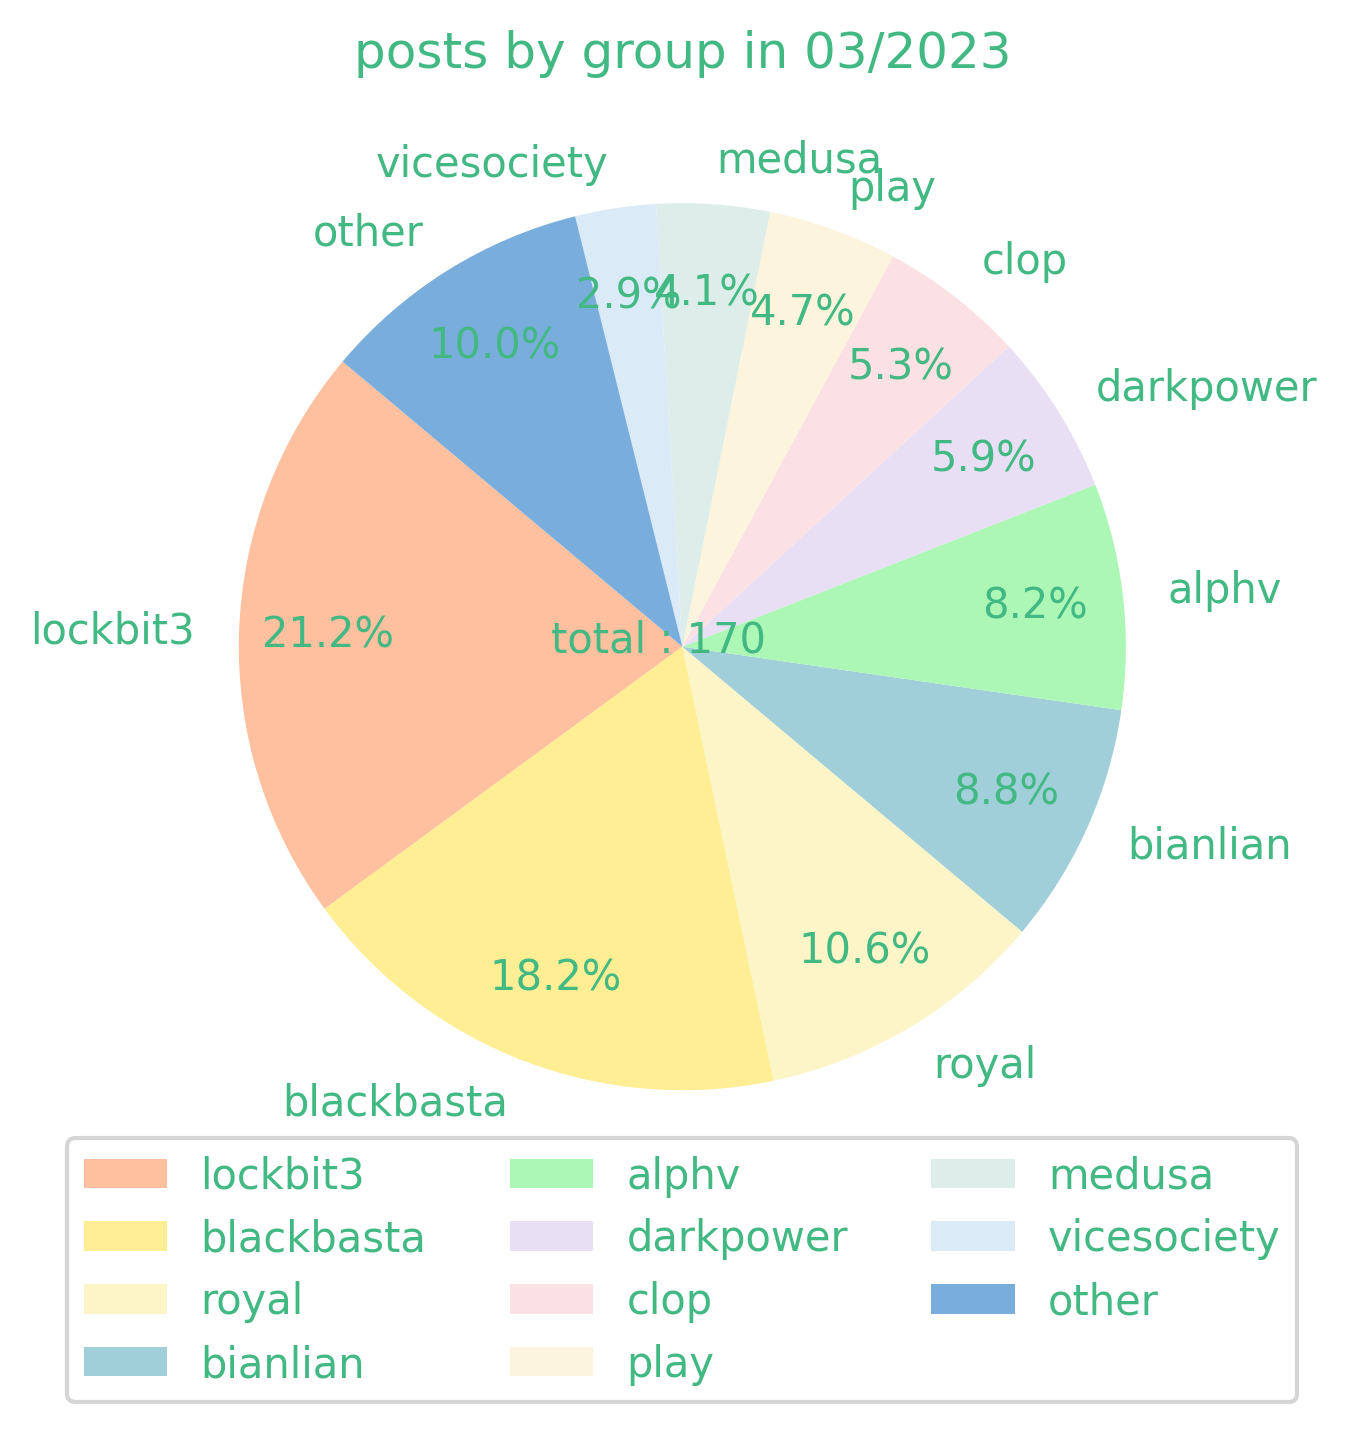 posts by group in 03/2023
vicesociety
medusa
play
other
clop
2.9%
4.1%
4.7%
10.0%
5.3%
darkpower
5.9%
alphv
8.2%
lockbit3
21.2%
total : 170
8.8%
bianlian
10.6%
18.2%
royal
blackbasta
lockbit3
blackbasta
royal
bianlian
alphv
darkpower
clop
play
medusa
vicesociety
other